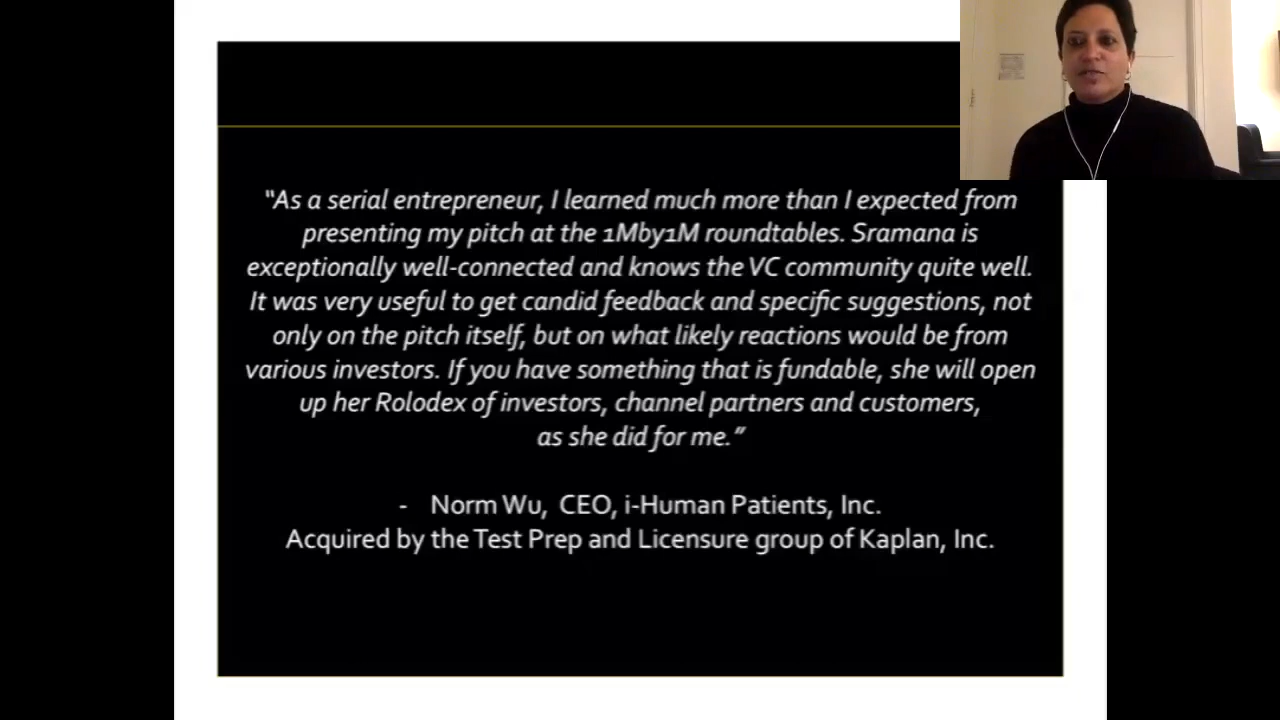 “As a serial entrepreneur, I learned much more than I expected from
presenting my pitch at the 1Mby1M roundtables. Sramana is
exceptionally well-connected and knows the VC community quite well.
It was very useful to get candid feedback and specific suggestions, not
only on the pitch itself, but on what likely reactions would be from
various investors. If you have something that is fundable, she will open
up her Rolodex of investors, channel partners and customers,
as she did for me.”
- Norm Wu, CEO, i-Human Patients, Inc.
Acquired by the Test Prep and Licensure group of Kaplan, Inc.